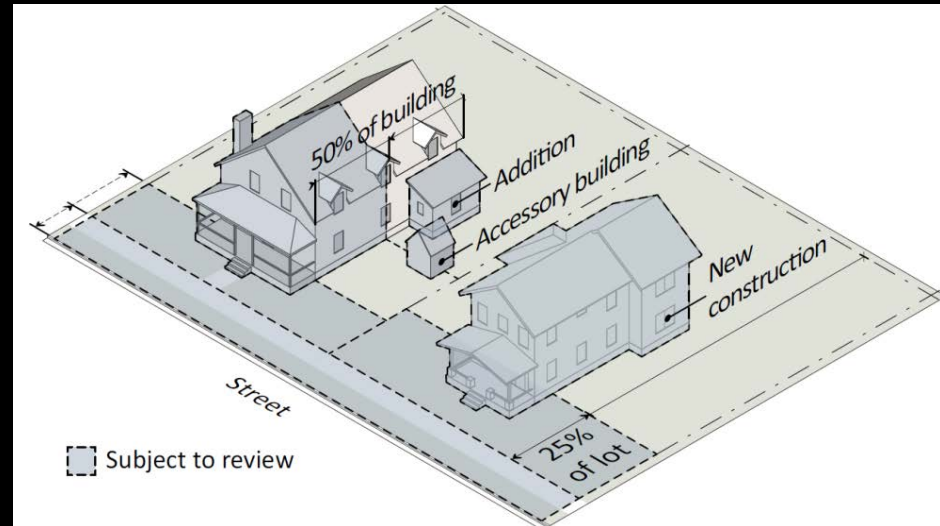 50% of building
Addition
Accessory building
New
construction
Street
25%
of lot
Subject to review